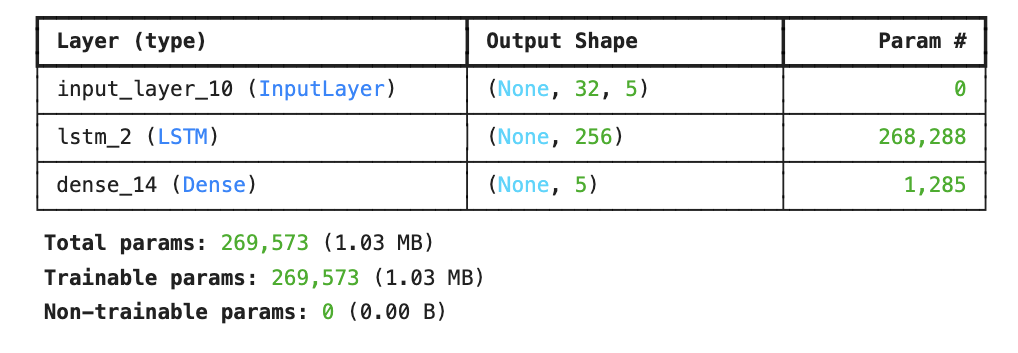 Layer (type) Output Shape Param #
input_layer_10 (InputLayer) (None, 32, 5) 0
lstm_2 (LSTM) (None, 256) 268,288
dense_14 (Dense) (None, 5) 1,285
Total params: 269,573 (1.03 MB)
Trainable params: 269,573 (1.03 MB)
Non-trainable params: 0 (0.00 B)